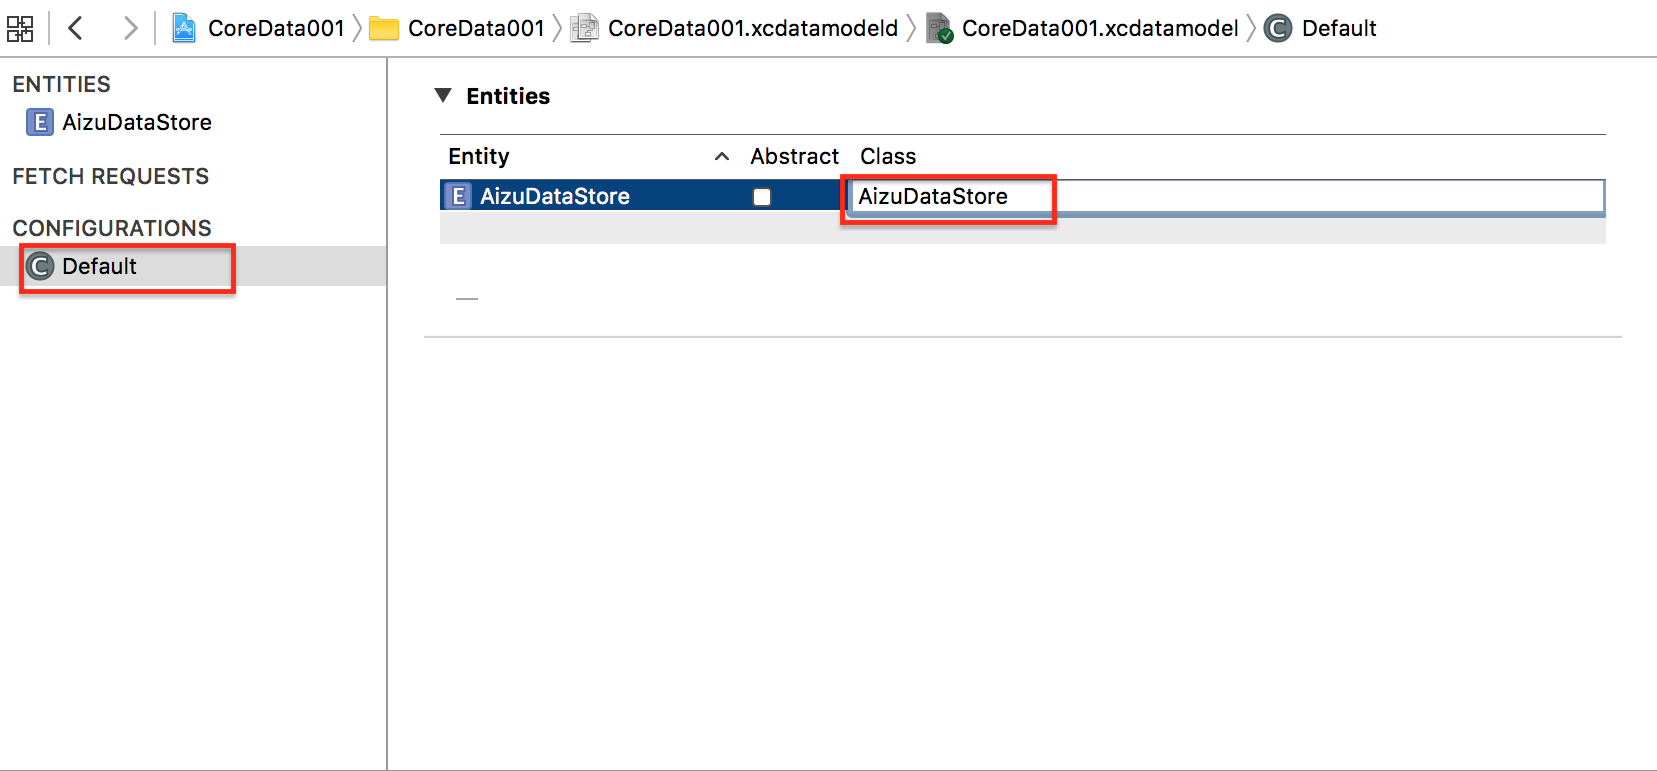 CoreData001 CoreData001 CoreData001.xcdatamodeld CoreData001.xcdatamodel C Default
ENTITIES
E AizuDataStore
FETCH REQUESTS
CONFIGURATIONS
C Default
Entities
Entity Abstract Class
E AizuDataStore AizuDataStore